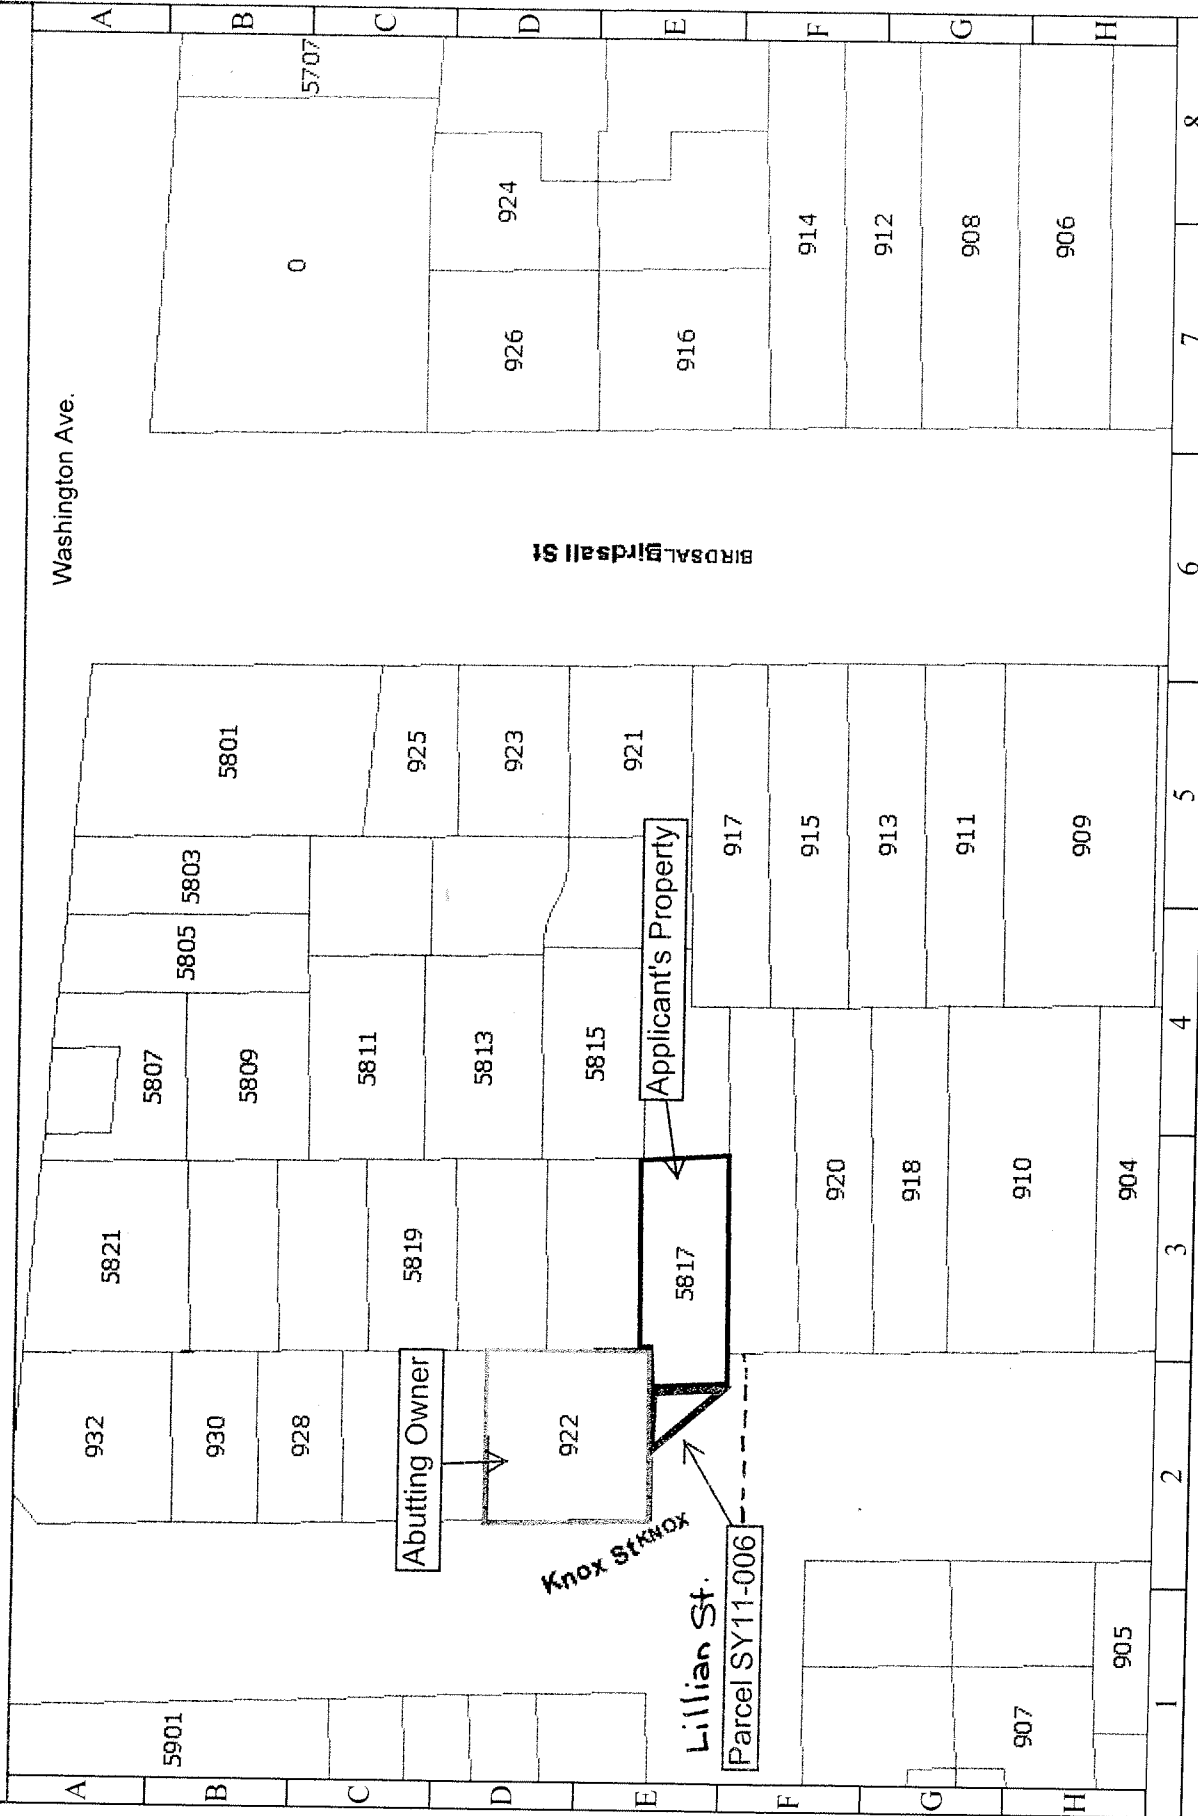 A
A
Washington Ave.
5901
932
5821
5807
5805
5803
5801
0
5707
B
B
930
5809
C
C
928
5819
5811
925
Abutting Owner
D
D
922
5813
923
926
924
Knox St
KNOX
BIRDSAL
Birdsall St
E
E
5817
5815
921
916
Applicant's Property
Lillian St.
Parcel SY11-006
917
F
F
920
915
914
918
913
912
G
G
911
908
907
910
909
906
H
H
905
904
1
2
3
4
5
6
7
8